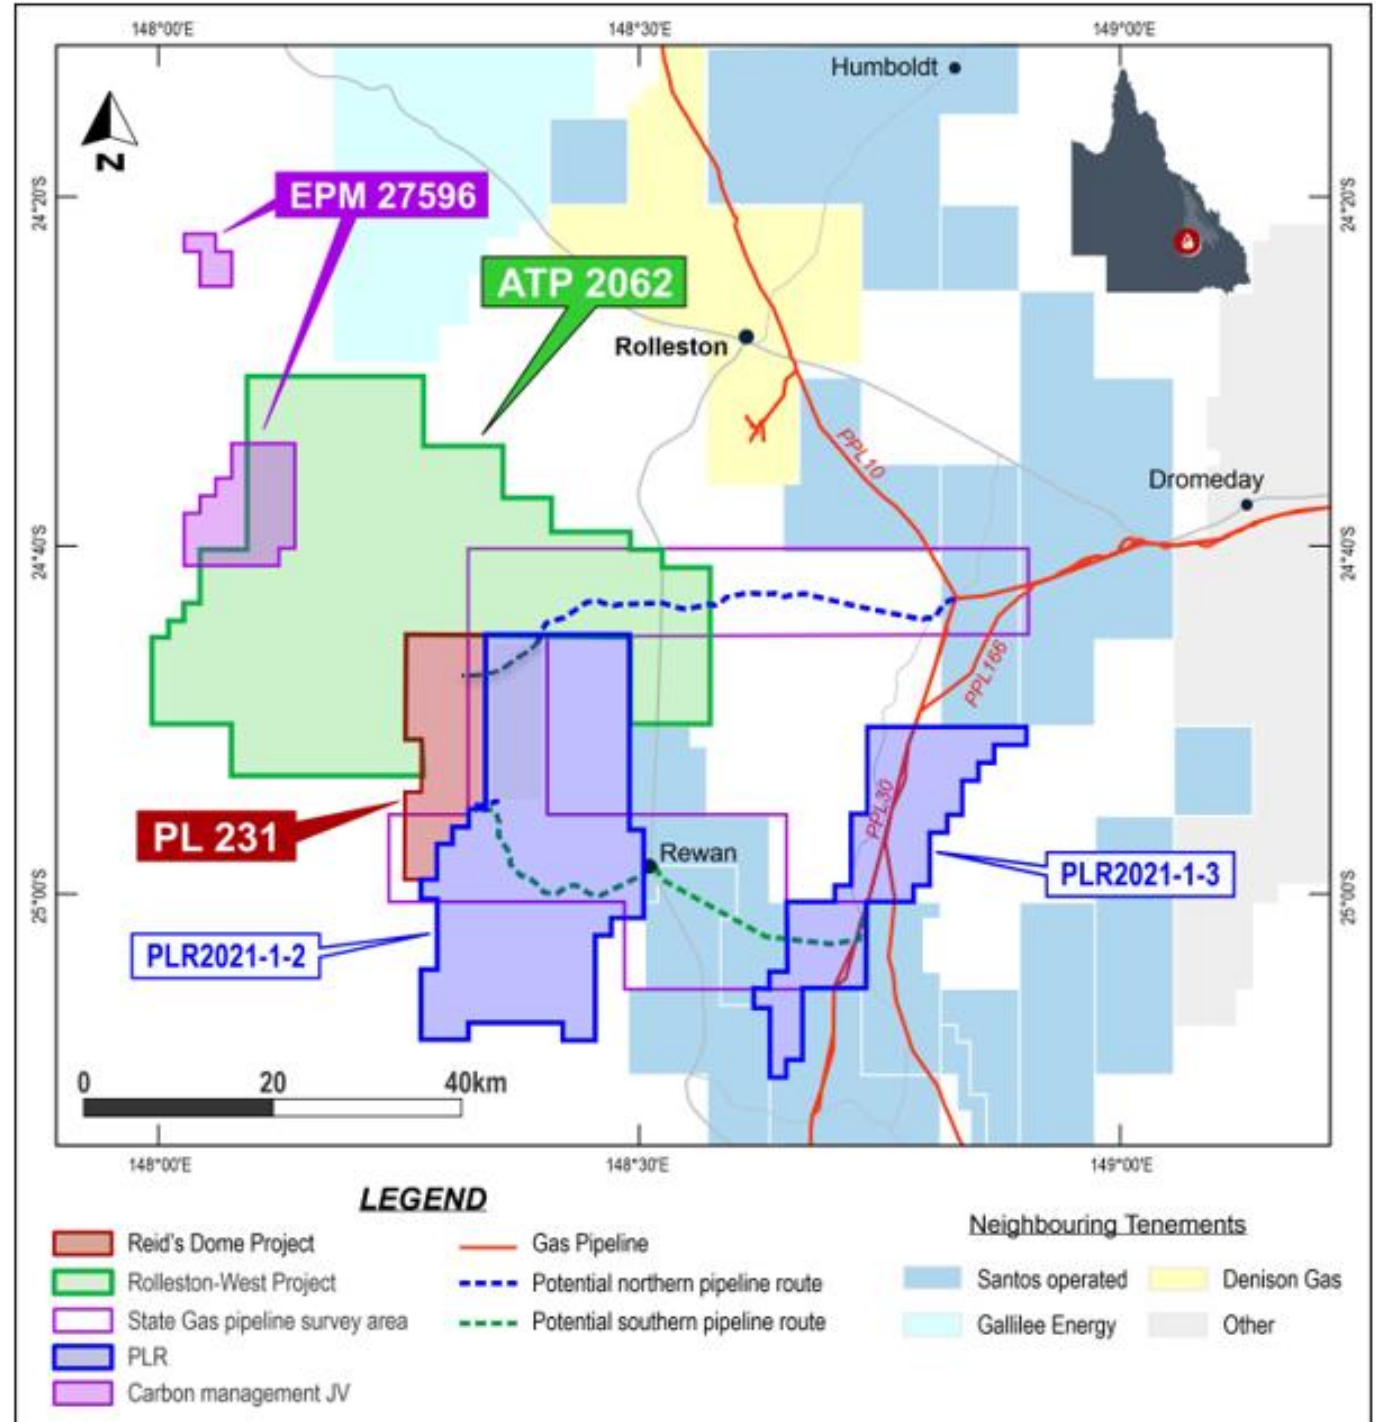 148°00'E
148°30'E
149°00'E
Humboldt
N
24°20'S
24°20'S
EPM 27596
ATP 2062
Rolleston
PPL10
Dromeday
24°40'S
24°40'S
PPL166
PL 231
PPL30
Rewan
PLR2021-1-3
25°00'S
25°00'S
PLR2021-1-2
0 20 40km
148°00'E
148°30'E
149°00'E
LEGEND
Reid's Dome Project
Rolleston-West Project
State Gas pipeline survey area
PLR
Carbon management JV
Gas Pipeline
Potential northern pipeline route
Potential southern pipeline route
Neighbouring Tenements
Santos operated
Denison Gas
Gallilee Energy
Other